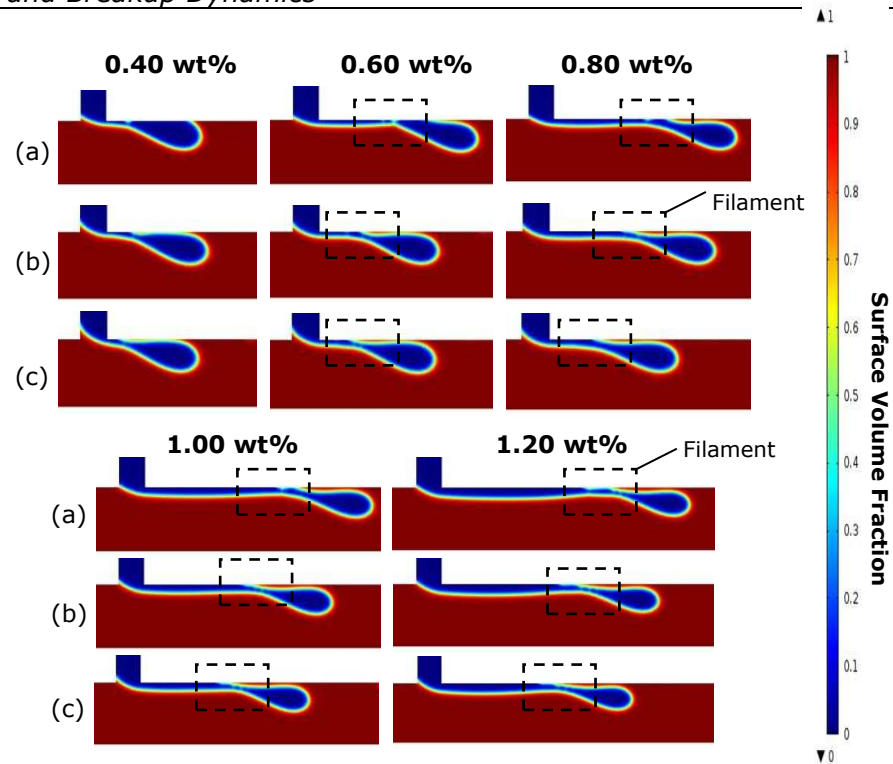 and Breakup Dynamics
0.40 wt% 0.60 wt% 0.80 wt%
(a)
(b)
Filament
(c)
1.00 wt% 1.20 wt%
Filament
(a)
(b)
(c)
▲ 1
1
0.9
0.8
0.7
0.6
0.5
0.4
0.3
0.2
0.1
0
▼ 0
Surface Volume Fraction